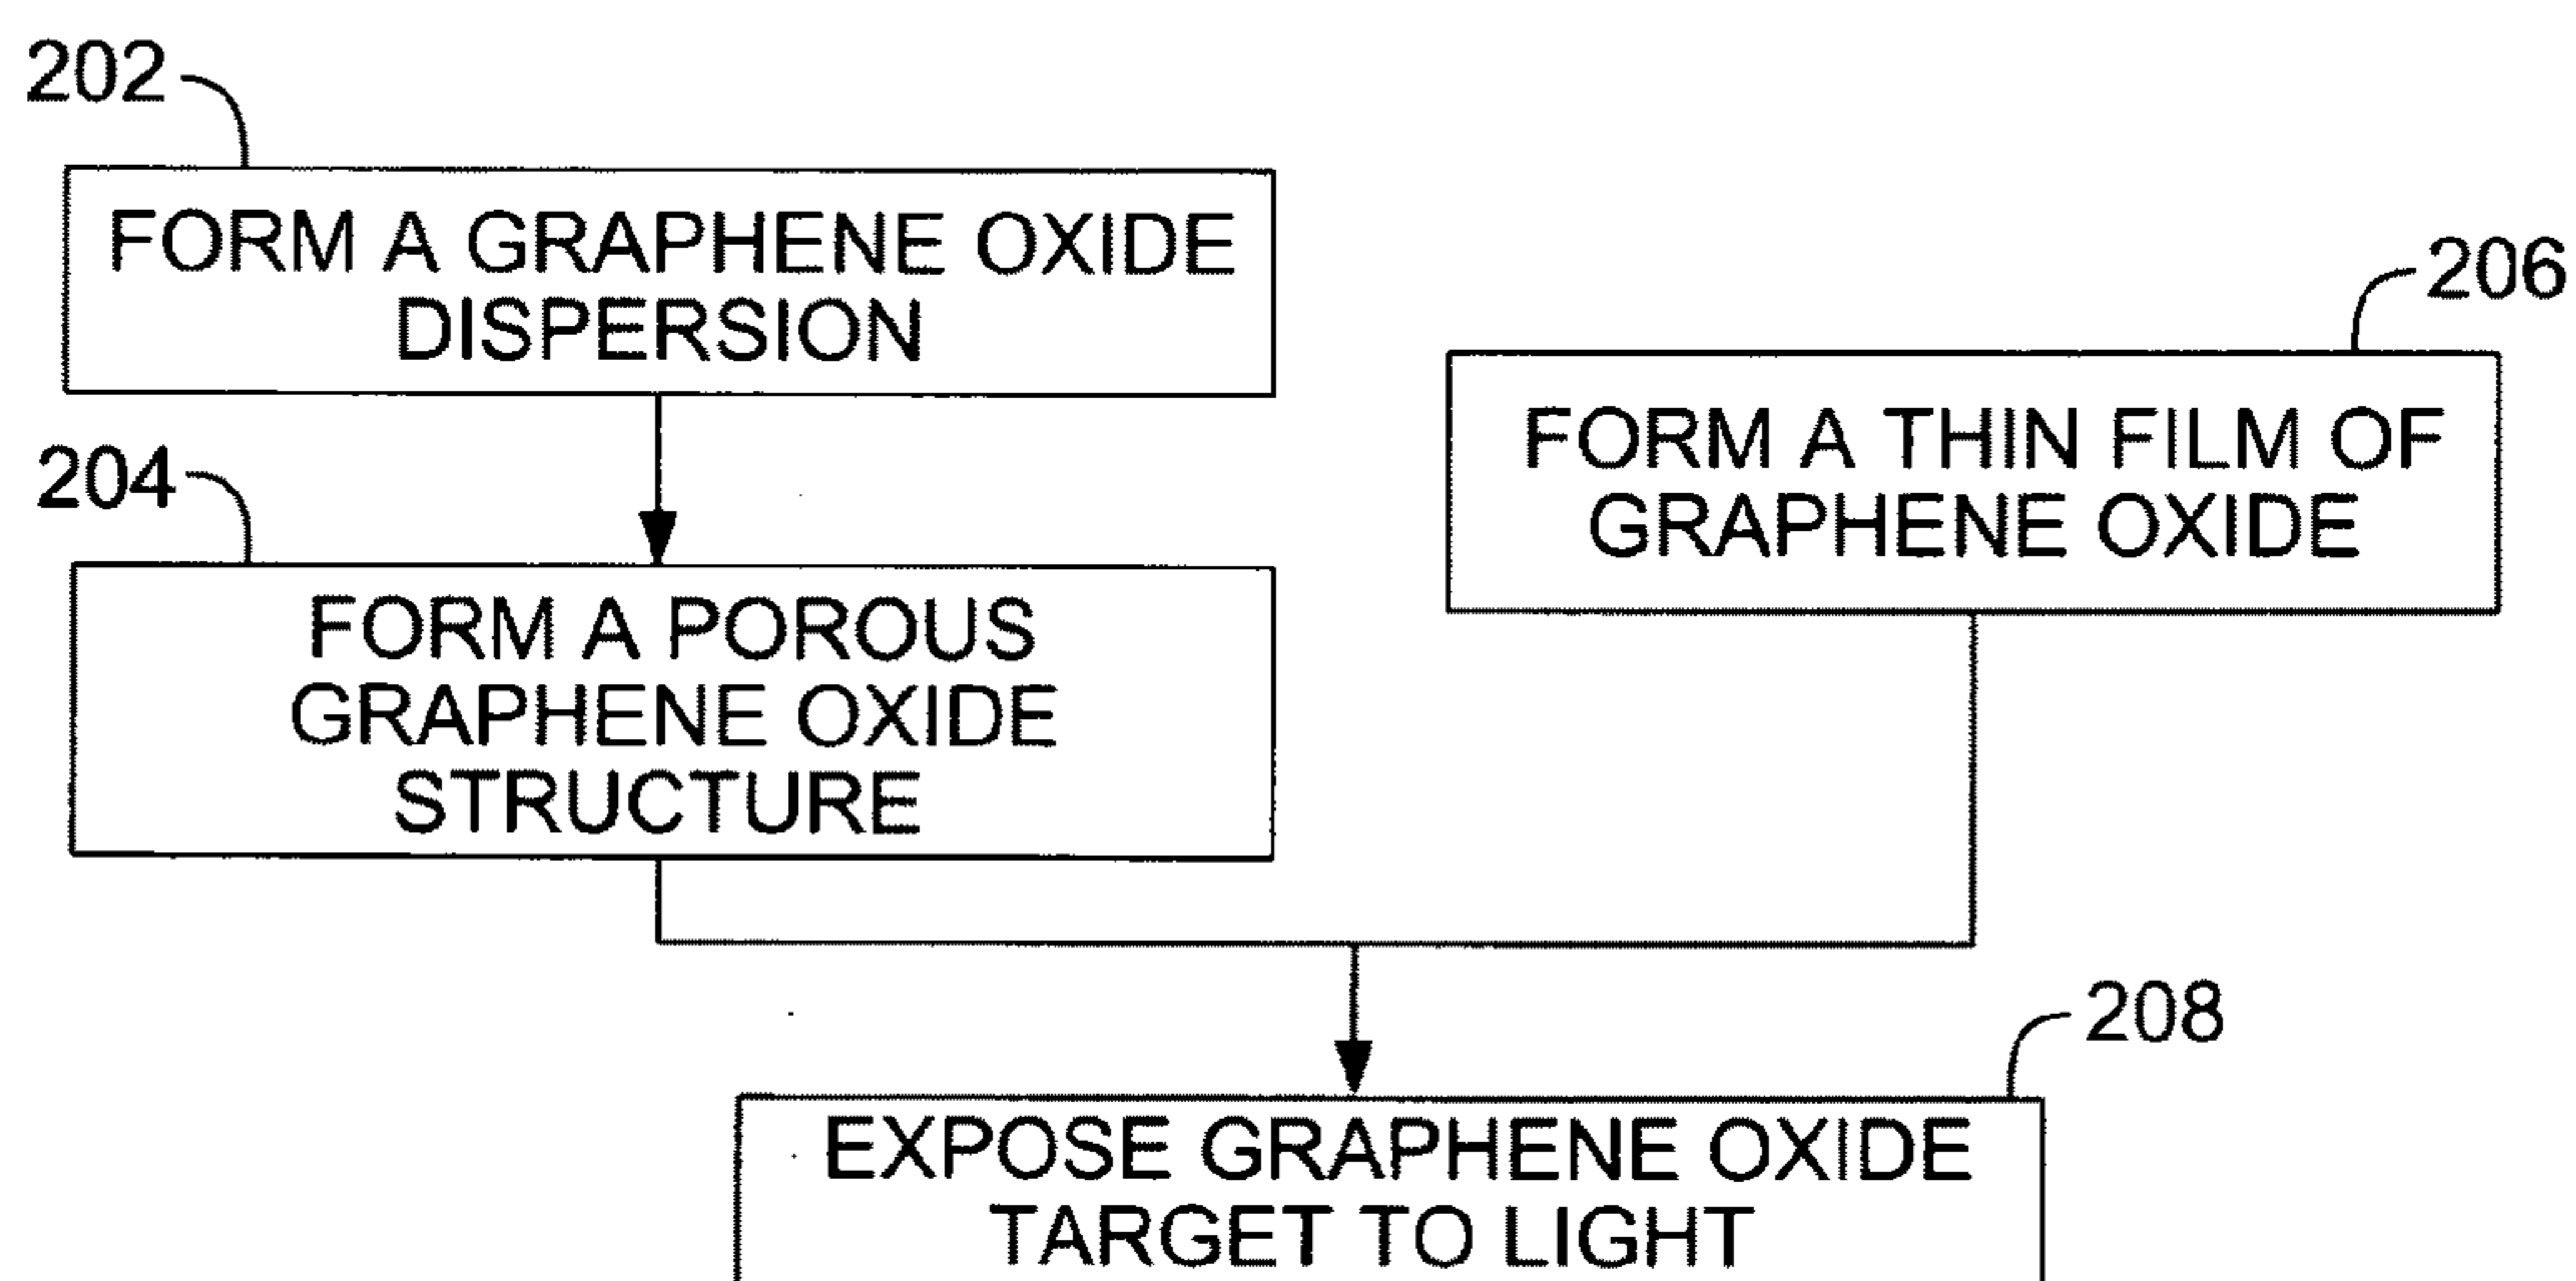 202
FORM A GRAPHENE OXIDE
DISPERSION
204
FORM A POROUS
GRAPHENE OXIDE
STRUCTURE
206
FORM A THIN FILM OF
GRAPHENE OXIDE
208
EXPOSE GRAPHENE OXIDE
TARGET TO LIGHT